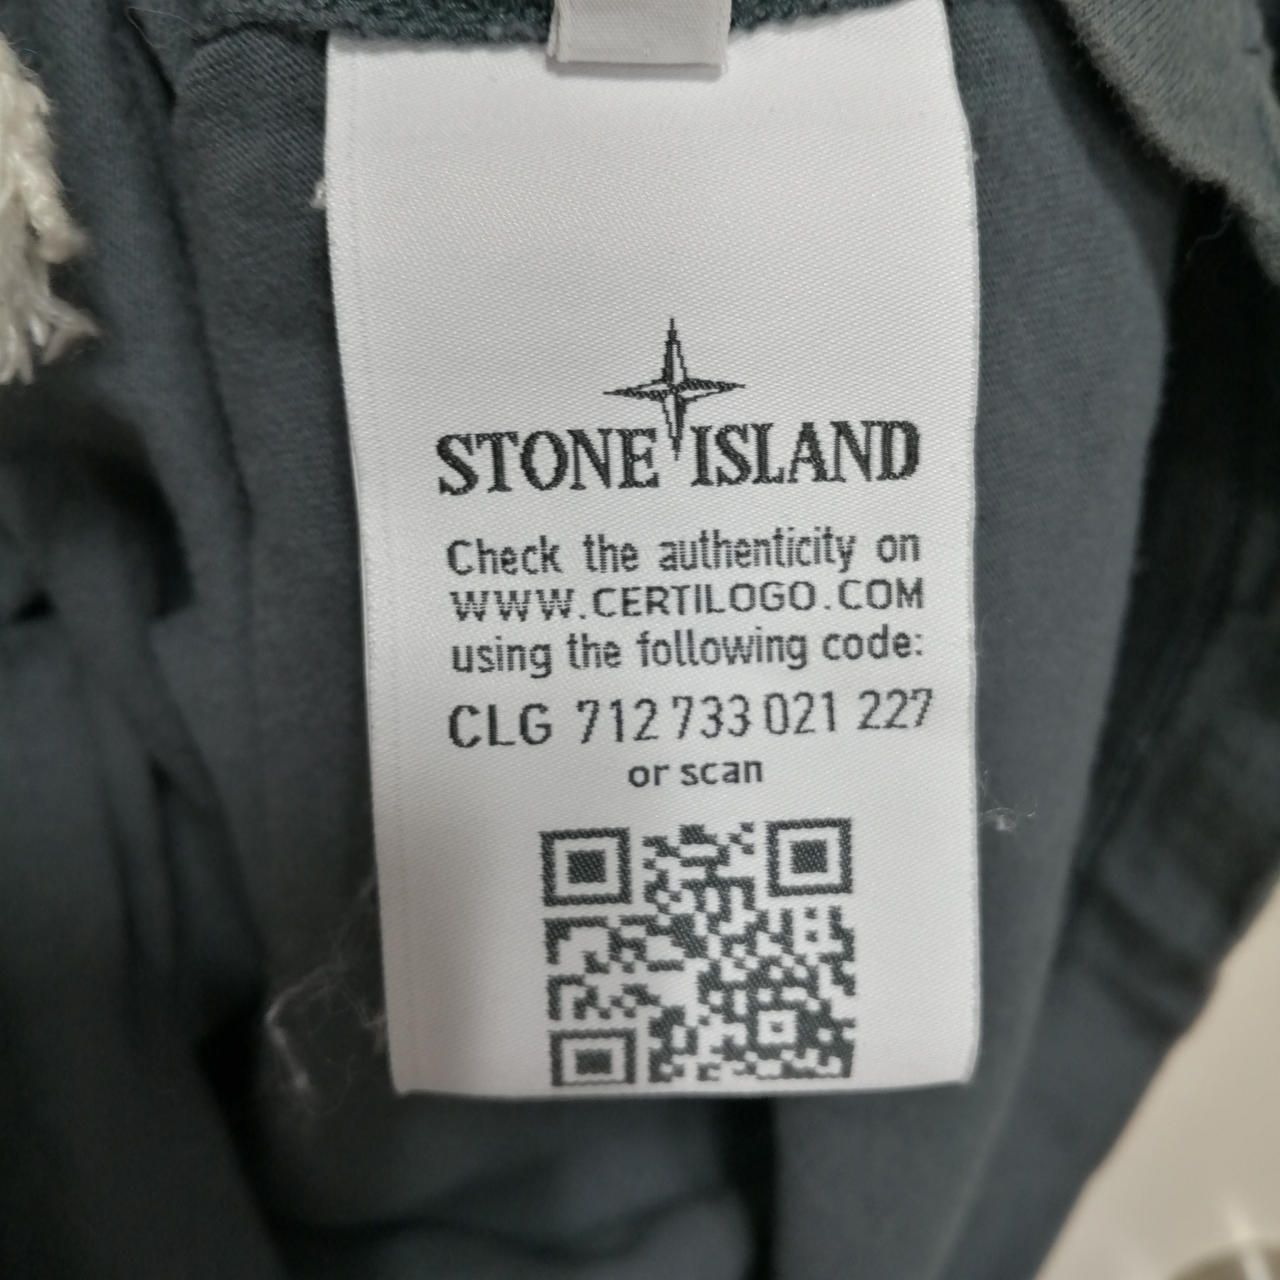 STONE ISLAND
Check the authenticity on
WWW.CERTILOGO.COM
using the following code:
CLG 712 733 021 227
or scan